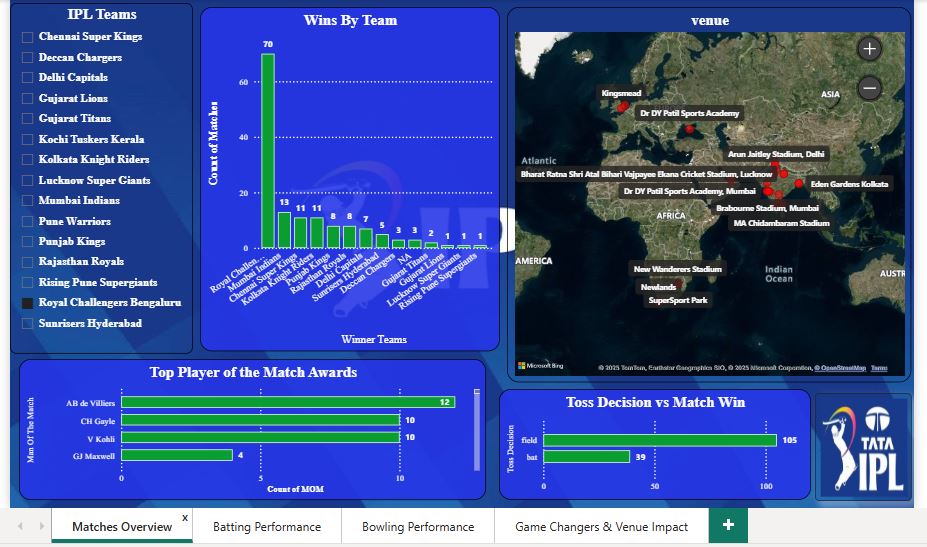 IPL Teams
Chennai Super Kings
Deccan Chargers
Delhi Capitals
Gujarat Lions
Gujarat Titans
Kochi Tuskers Kerala
Kolkata Knight Riders
Lucknow Super Giants
Mumbai Indians
Pune Warriors
Punjab Kings
Rajasthan Royals
Rising Pune Supergiants
Royal Challengers Bengaluru
Sunrisers Hyderabad
Wins By Team
Count of Matches
60
40
20
0
70
13
11
11
8
8
7
5
3
3
2
1
1
1
Royal Challen...
Mumbai Indians
Chennai Super Kings
Kolkata Knight Riders
Punjab Kings
Rajasthan Royals
Delhi Capitals
Sunrisers Hyderabad
Deccan Chargers
NA
Gujarat Titans
Gujarat Lions
Lucknow Super Giants
Rising Pune Supergiants
Winner Teams
venue
+
−
ASIA
Kingsmead
Dr DY Patil Sports Academy
Atlantic
Arun Jaitley Stadium, Delhi
Bharat Ratna Shri Atal Bihari Vajpayee Ekana Cricket Stadium, Lucknow
Eden Gardens Kolkata
Dr DY Patil Sports Academy, Mumbai
Brabourne Stadium, Mumbai
AFRICA
MA Chidambaram Stadium
AMERICA
New Wanderers Stadium
Indian
Ocean
AUSTR
Newlands
SuperSport Park
Microsoft Bing
© 2025 TomTom, Earthstar Geographics SIO, © 2025 Microsoft Corporation, © OpenStreetMap Terms
Top Player of the Match Awards
Man Of The Match
AB de Villiers 12
CH Gayle 10
V Kohli 10
GJ Maxwell 4
0 5 10
Count of MOM
Toss Decision vs Match Win
Toss Decision
field 105
bat 39
0 50 100
TATA
IPL
Matches Overview x
Batting Performance
Bowling Performance
Game Changers & Venue Impact
+